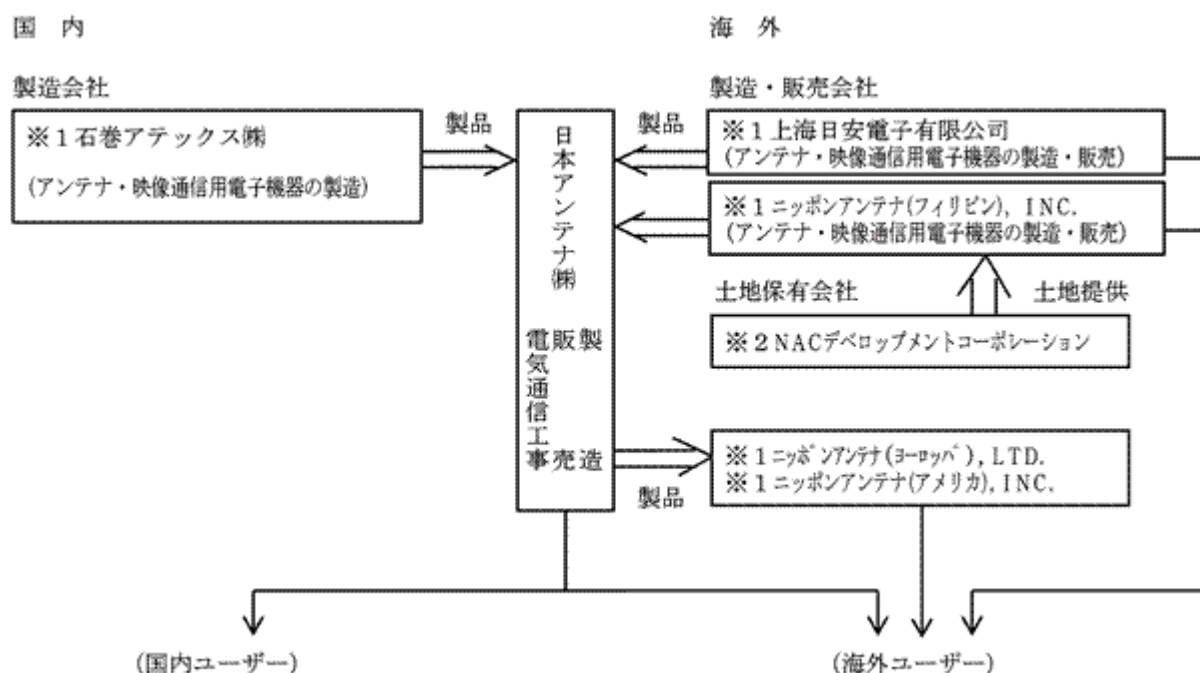 国　内
海　外
製造会社
製造・販売会社
※１石巻アテックス㈱
(アンテナ・映像通信用電子機器の製造)
製品
日本アンテナ㈱
製造
販売
電気通信工事
製品
※１上海日安電子有限公司
(アンテナ・映像通信用電子機器の製造・販売)
※１ニッポンアンテナ(フィリピン), INC.
(アンテナ・映像通信用電子機器の製造・販売)
土地保有会社
土地提供
※２NACデベロップメントコーポレーション
製品
※１ニッポンアンテナ(ヨーロッパ), LTD.
※１ニッポンアンテナ(アメリカ), INC.
(国内ユーザー)
(海外ユーザー)